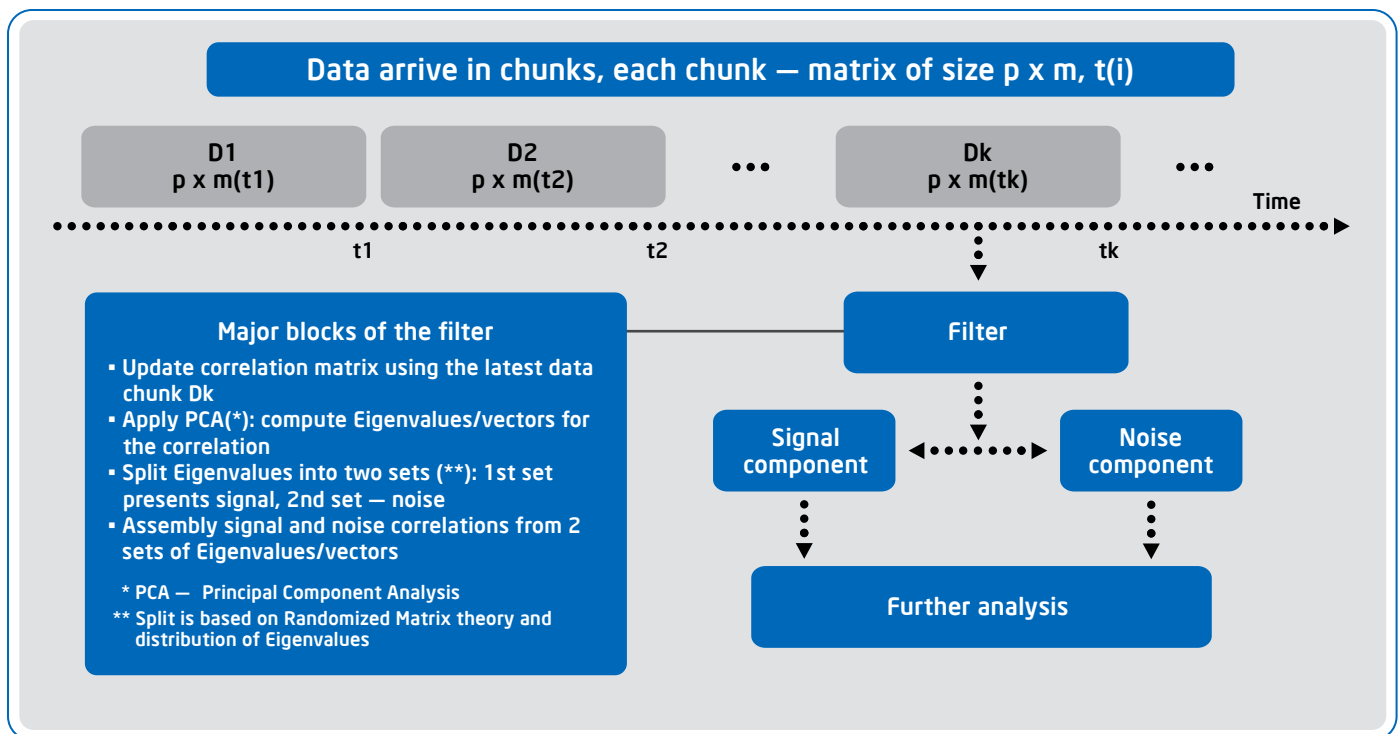 Data arrive in chunks, each chunk — matrix of size p x m, t(i)
D1
p x m(t1)
D2
p x m(t2)
•••
Dk
p x m(tk)
•••
Time
t1
t2
tk
Major blocks of the filter
▪ Update correlation matrix using the latest data
chunk Dk
▪ Apply PCA(*): compute Eigenvalues/vectors for
the correlation
▪ Split Eigenvalues into two sets (**): 1st set
presents signal, 2nd set — noise
▪ Assembly signal and noise correlations from 2
sets of Eigenvalues/vectors
* PCA — Principal Component Analysis
** Split is based on Randomized Matrix theory and
distribution of Eigenvalues
Filter
Signal
component
Noise
component
Further analysis